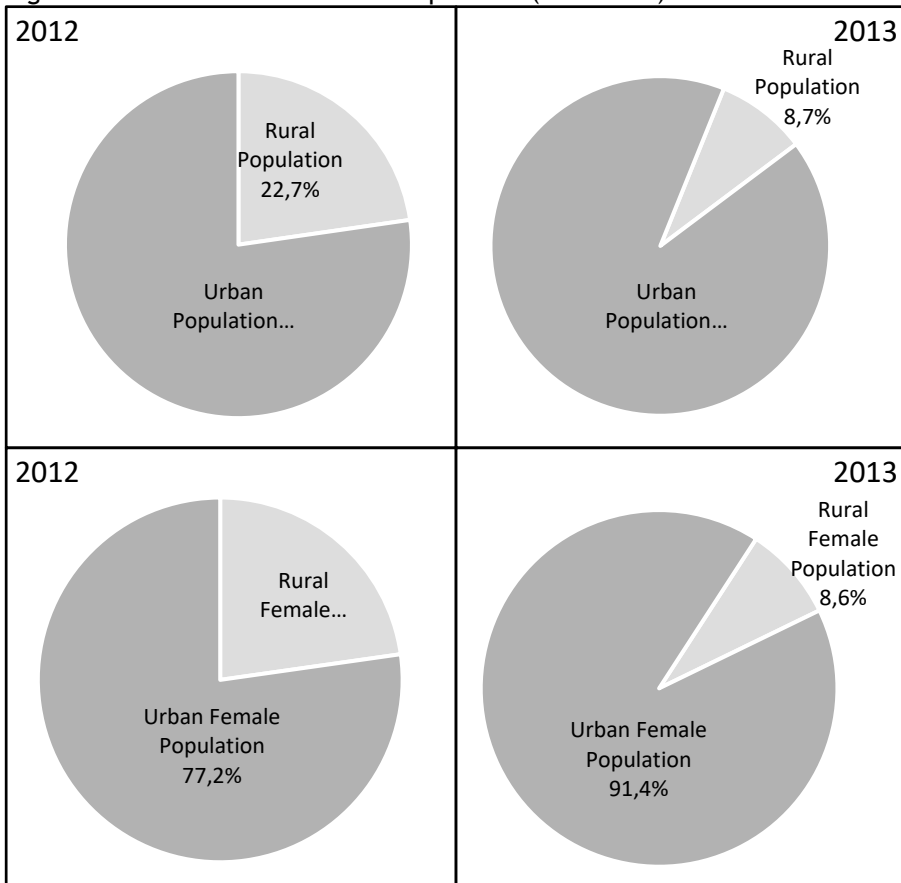 2012
Rural
Population
22,7%
Urban
Population...
2013
Rural
Population
8,7%
Urban
Population...
2012
Rural
Female...
Urban Female
Population
77,2%
2013
Rural
Female
Population
8,6%
Urban Female
Population
91,4%